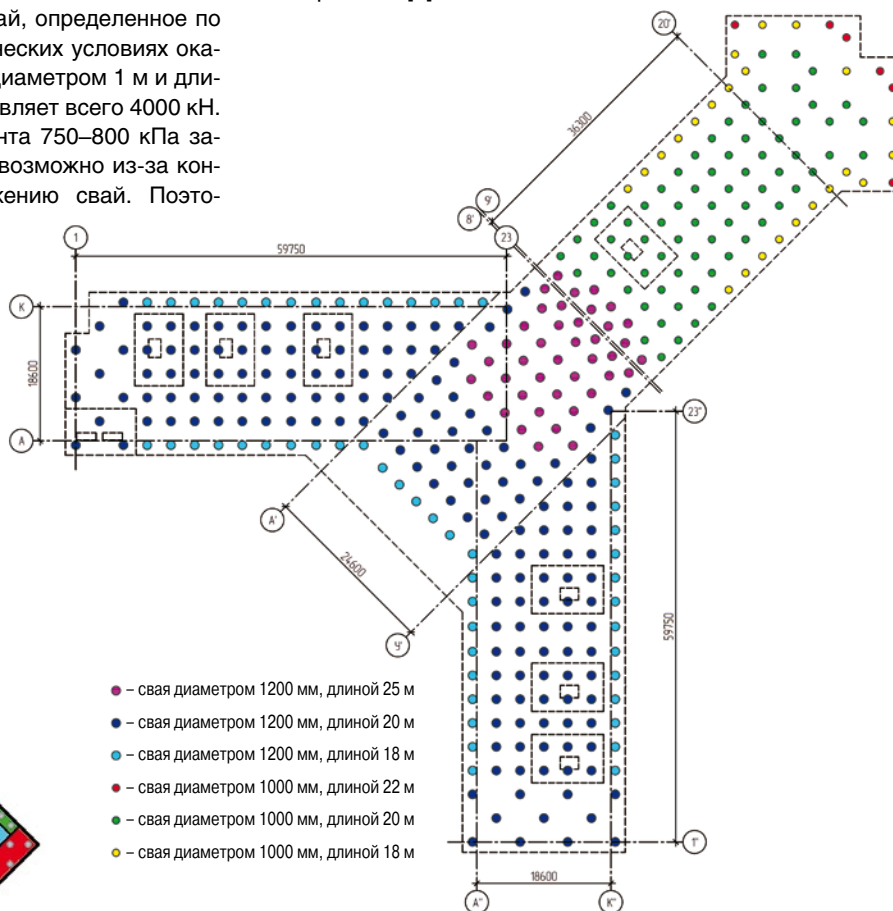 ай, определенное по
ческих условиях ока-
диаметром 1 м и дли-
вляет всего 4000 кН.
нта 750–800 кПа за-
возможно из-за кон-
жению свай. Поэто-
20'
36300
9'
8'
1
59750
23
К
18600
А
23"
А'
24600
У'
59750
– свая диаметром 1200 мм, длиной 25 м
– свая диаметром 1200 мм, длиной 20 м
– свая диаметром 1200 мм, длиной 18 м
– свая диаметром 1000 мм, длиной 22 м
– свая диаметром 1000 мм, длиной 20 м
– свая диаметром 1000 мм, длиной 18 м
1"
18600
А"
К"